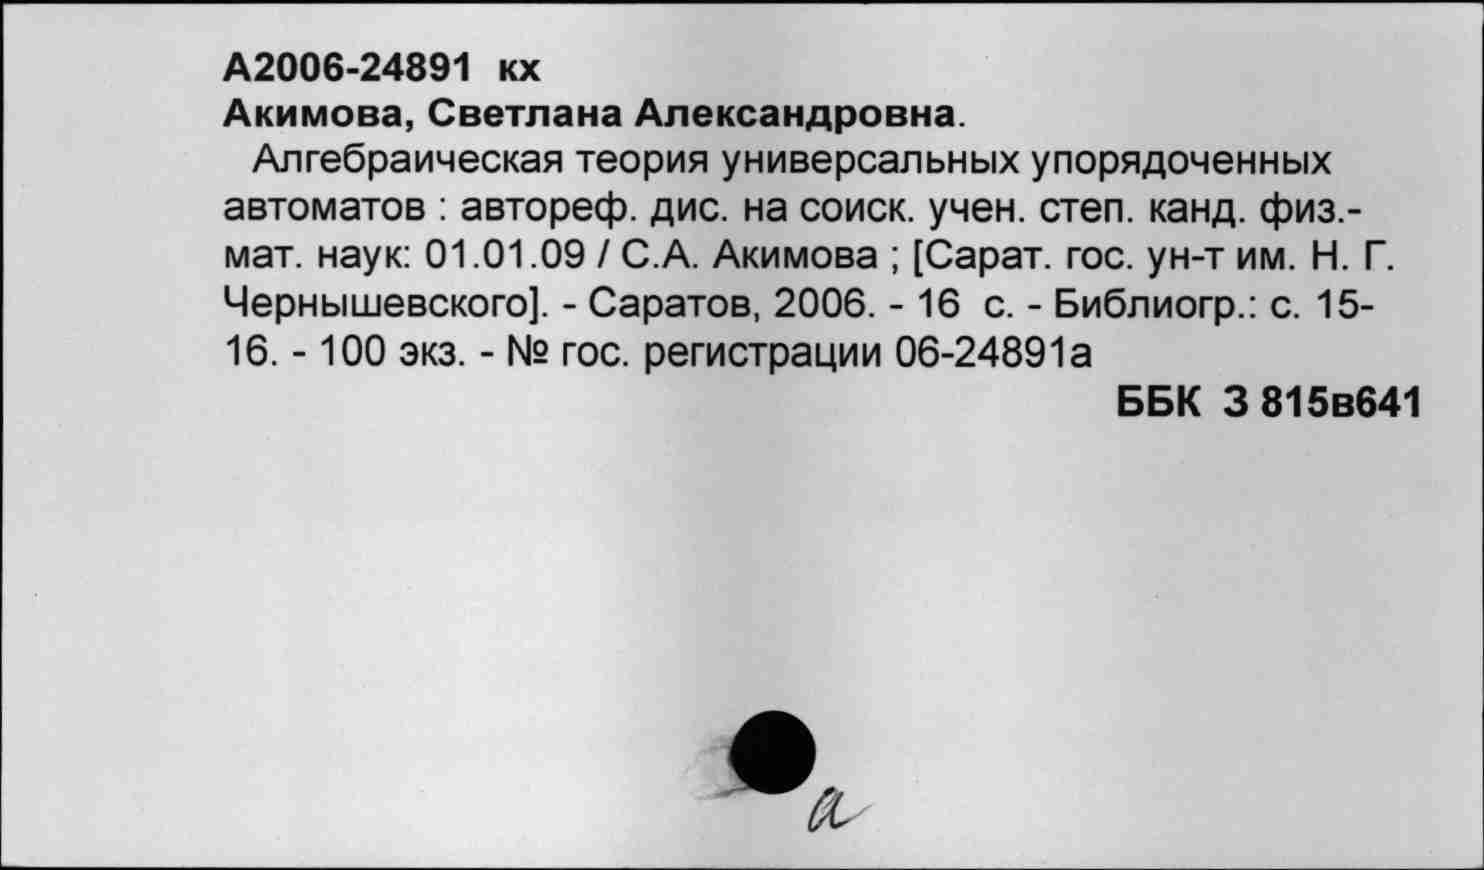 А2006-24891 кх
Акимова, Светлана Александровна.
Алгебраическая теория универсальных упорядоченных
автоматов : автореф. дис. на соиск. учен. степ. канд. физ.-
мат. наук: 01.01.09 / С.А. Акимова ; [Сарат. гос. ун-т им. Н. Г.
Чернышевского]. - Саратов, 2006. - 16 с. - Библиогр.: с. 15-
16. - 100 экз. - № гос. регистрации 06-24891а
ББК З 815в641
а